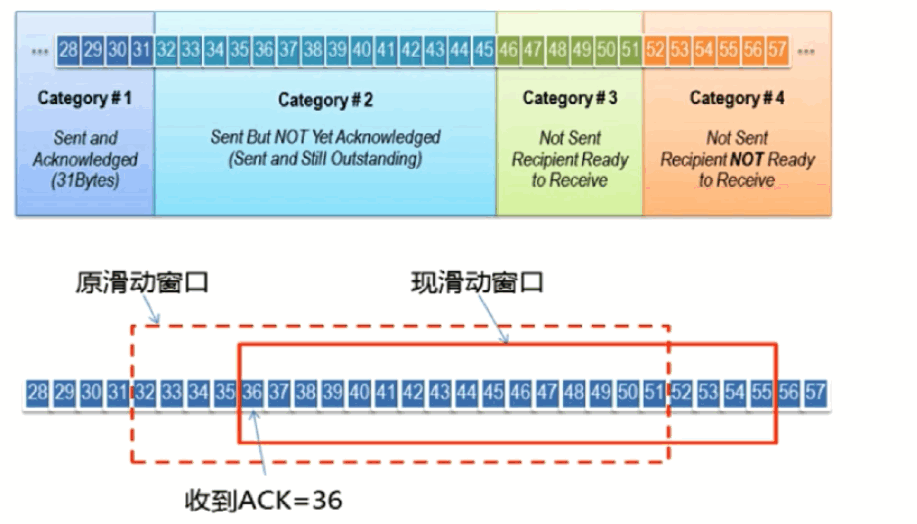 ... 28 29 30 31 32 33 34 35 36 37 38 39 40 41 42 43 44 45 46 47 48 49 50 51 52 53 54 55 56 57 ...
Category # 1
Sent and
Acknowledged
(31Bytes)
Category # 2
Sent But NOT Yet Acknowledged
(Sent and Still Outstanding)
Category # 3
Not Sent
Recipient Ready
to Receive
Category # 4
Not Sent
Recipient NOT Ready
to Receive
原滑动窗口
现滑动窗口
28 29 30 31 32 33 34 35 36 37 38 39 40 41 42 43 44 45 46 47 48 49 50 51 52 53 54 55 56 57
收到ACK=36